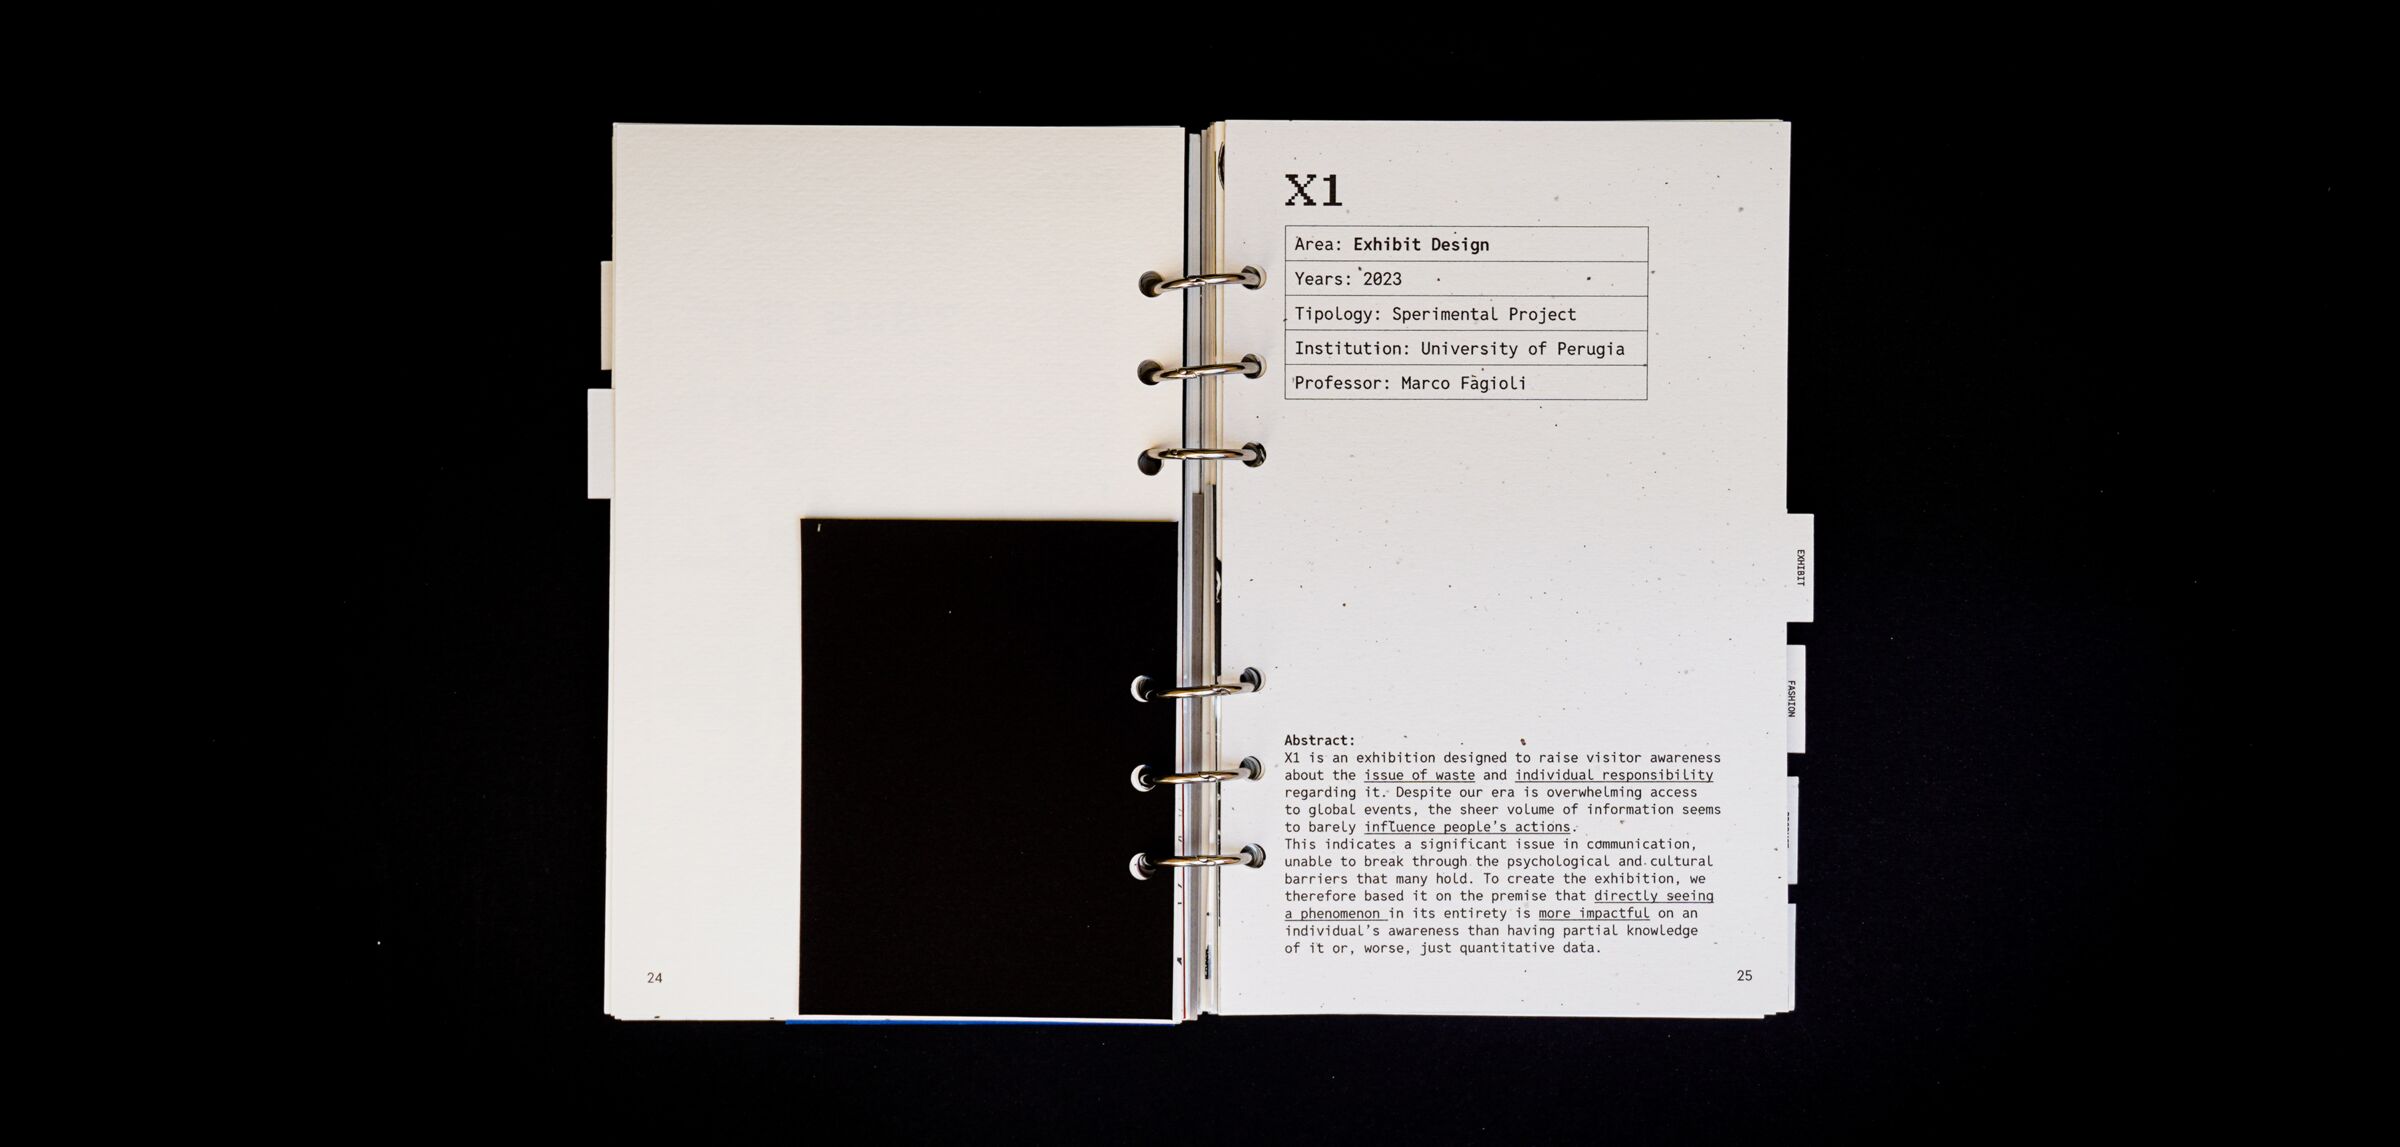 X1
Area: Exhibit Design
Years: 2023
Tipology: Sperimental Project
Institution: University of Perugia
Professor: Marco Fagioli
EXHIBIT
FASHION
Abstract:
X1 is an exhibition designed to raise visitor awareness
about the issue of waste and individual responsibility
regarding it. Despite our era is overwhelming access
to global events, the sheer volume of information seems
to barely influence people's actions.
This indicates a significant issue in communication,
unable to break through the psychological and cultural
barriers that many hold. To create the exhibition, we
therefore based it on the premise that directly seeing
a phenomenon in its entirety is more impactful on an
individual's awareness than having partial knowledge
of it or, worse, just quantitative data.
24
25